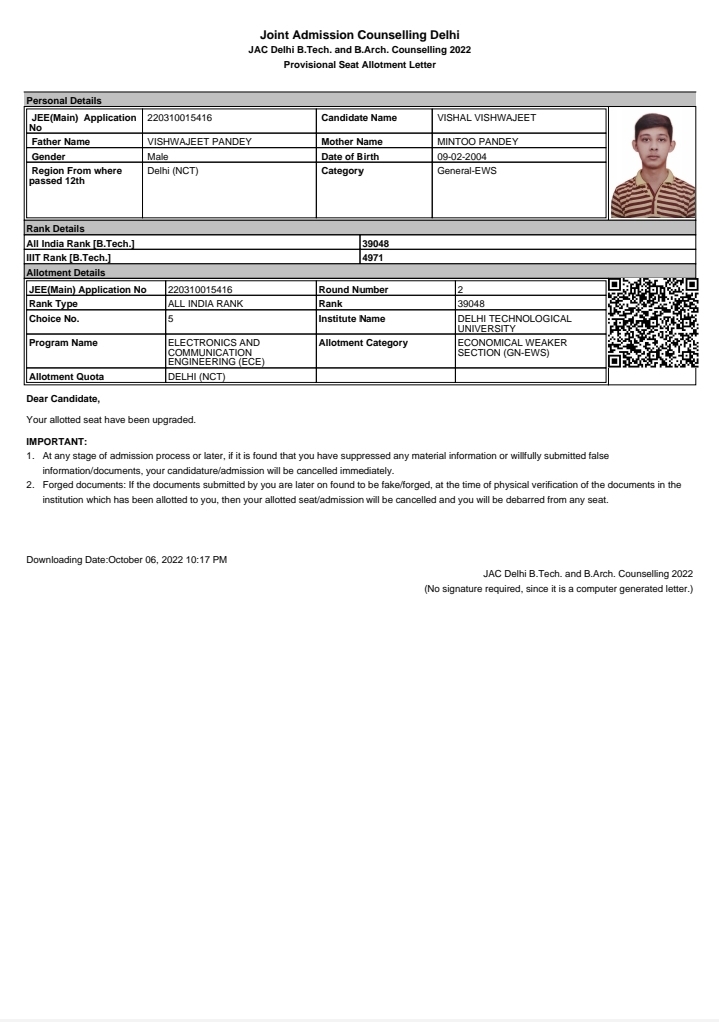 Joint Admission Counselling Delhi
JAC Delhi B.Tech. and B.Arch. Counselling 2022
Provisional Seat Allotment Letter
Personal Details
JEE(Main) Application No 220310015416 Candidate Name VISHAL VISHWAJEET
Father Name VISHWAJEET PANDEY Mother Name MINTOO PANDEY
Gender Male Date of Birth 09-02-2004
Region From where passed 12th Delhi (NCT) Category General-EWS
Rank Details
All India Rank [B.Tech.] 39048
IIIT Rank [B.Tech.] 4971
Allotment Details
JEE(Main) Application No 220310015416 Round Number 2
Rank Type ALL INDIA RANK Rank 39048
Choice No. 5 Institute Name DELHI TECHNOLOGICAL UNIVERSITY
Program Name ELECTRONICS AND COMMUNICATION ENGINEERING (ECE) Allotment Category ECONOMICAL WEAKER SECTION (GN-EWS)
Allotment Quota DELHI (NCT)
Dear Candidate,
Your allotted seat have been upgraded.
IMPORTANT:
1. At any stage of admission process or later, if it is found that you have suppressed any material information or willfully submitted false
information/documents, your candidature/admission will be cancelled immediately.
2. Forged documents: If the documents submitted by you are later on found to be fake/forged, at the time of physical verification of the documents in the
institution which has been allotted to you, then your allotted seat/admission will be cancelled and you will be debarred from any seat.
Downloading Date:October 06, 2022 10:17 PM
JAC Delhi B.Tech. and B.Arch. Counselling 2022
(No signature required, since it is a computer generated letter.)